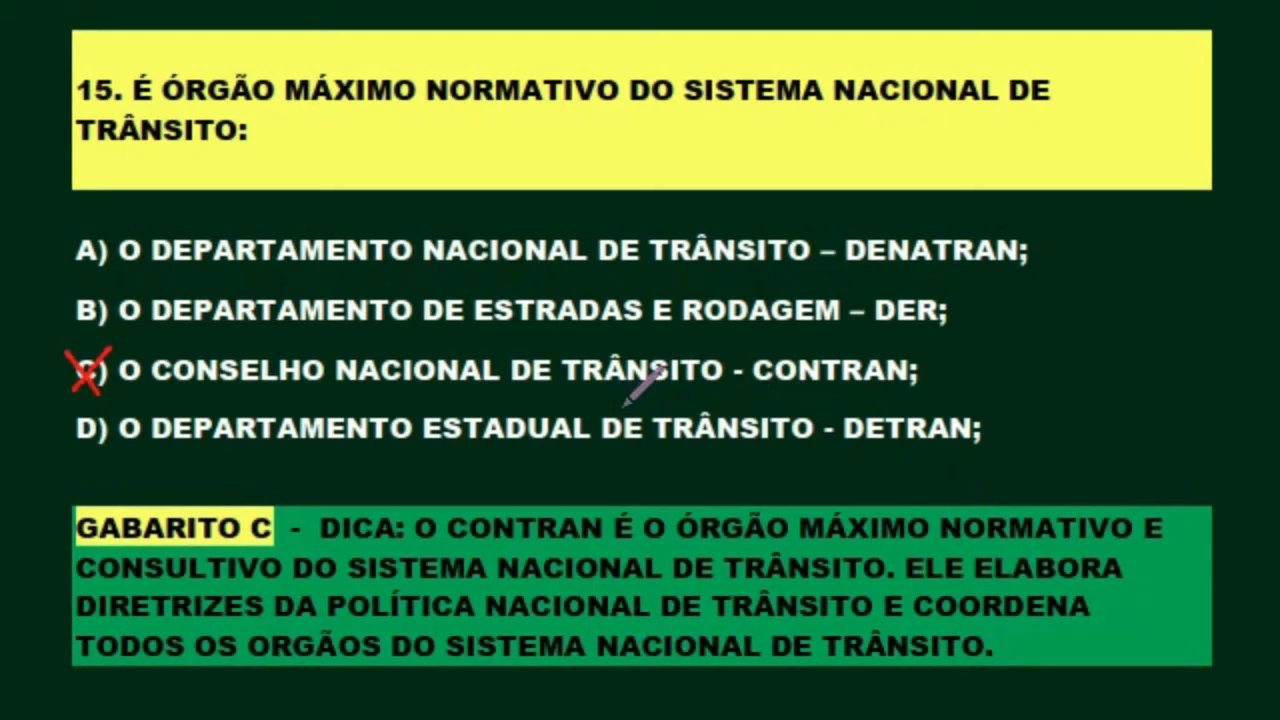 15. É ÓRGÃO MÁXIMO NORMATIVO DO SISTEMA NACIONAL DE
TRÂNSITO:
A) O DEPARTAMENTO NACIONAL DE TRÂNSITO – DENATRAN;
B) O DEPARTAMENTO DE ESTRADAS E RODAGEM – DER;
C) O CONSELHO NACIONAL DE TRÂNSITO - CONTRAN;
D) O DEPARTAMENTO ESTADUAL DE TRÂNSITO - DETRAN;
GABARITO C - DICA: O CONTRAN É O ÓRGÃO MÁXIMO NORMATIVO E
CONSULTIVO DO SISTEMA NACIONAL DE TRÂNSITO. ELE ELABORA
DIRETRIZES DA POLÍTICA NACIONAL DE TRÂNSITO E COORDENA
TODOS OS ORGÃOS DO SISTEMA NACIONAL DE TRÂNSITO.